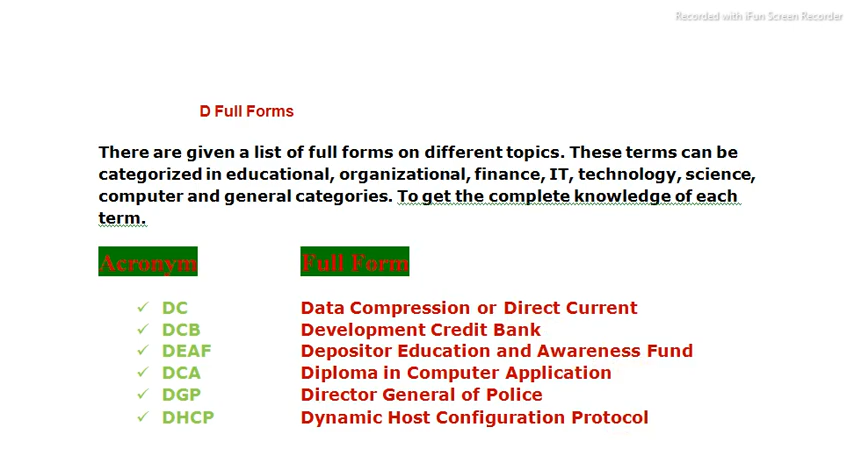 Recorded with iFun Screen Recorder
D Full Forms
There are given a list of full forms on different topics. These terms can be
categorized in educational, organizational, finance, IT, technology, science,
computer and general categories. To get the complete knowledge of each
term.
Acronym Full Form
✓ DC Data Compression or Direct Current
✓ DCB Development Credit Bank
✓ DEAF Depositor Education and Awareness Fund
✓ DCA Diploma in Computer Application
✓ DGP Director General of Police
✓ DHCP Dynamic Host Configuration Protocol